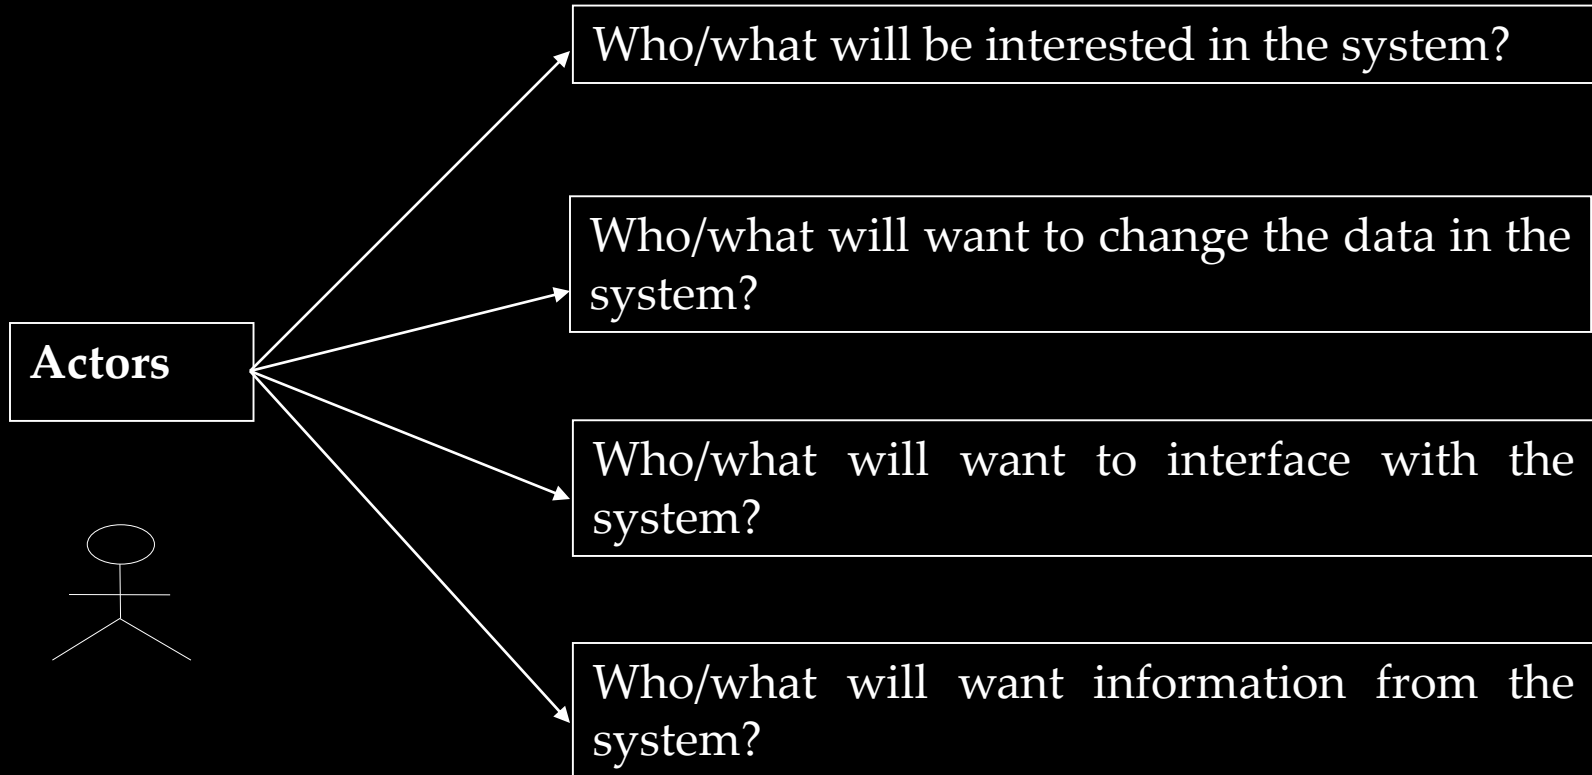 Who/what will be interested in the system?
Who/what will want to change the data in the
system?
Actors
Who/what will want to interface with the
system?
Who/what will want information from the
system?